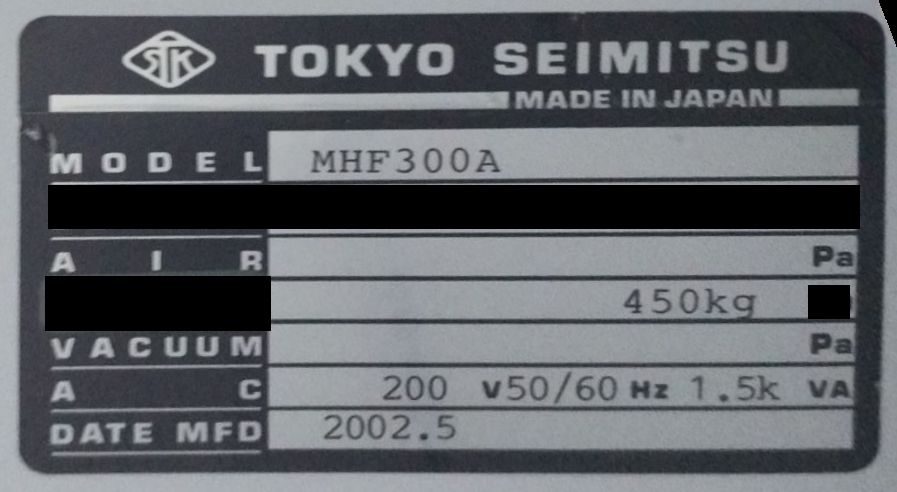 STK TOKYO SEIMITSU
MADE IN JAPAN
MODEL MHF300A
AIR Pa
450kg
VACUUM Pa
AC 200 V50/60 Hz 1.5k VA
DATE MFD 2002.5